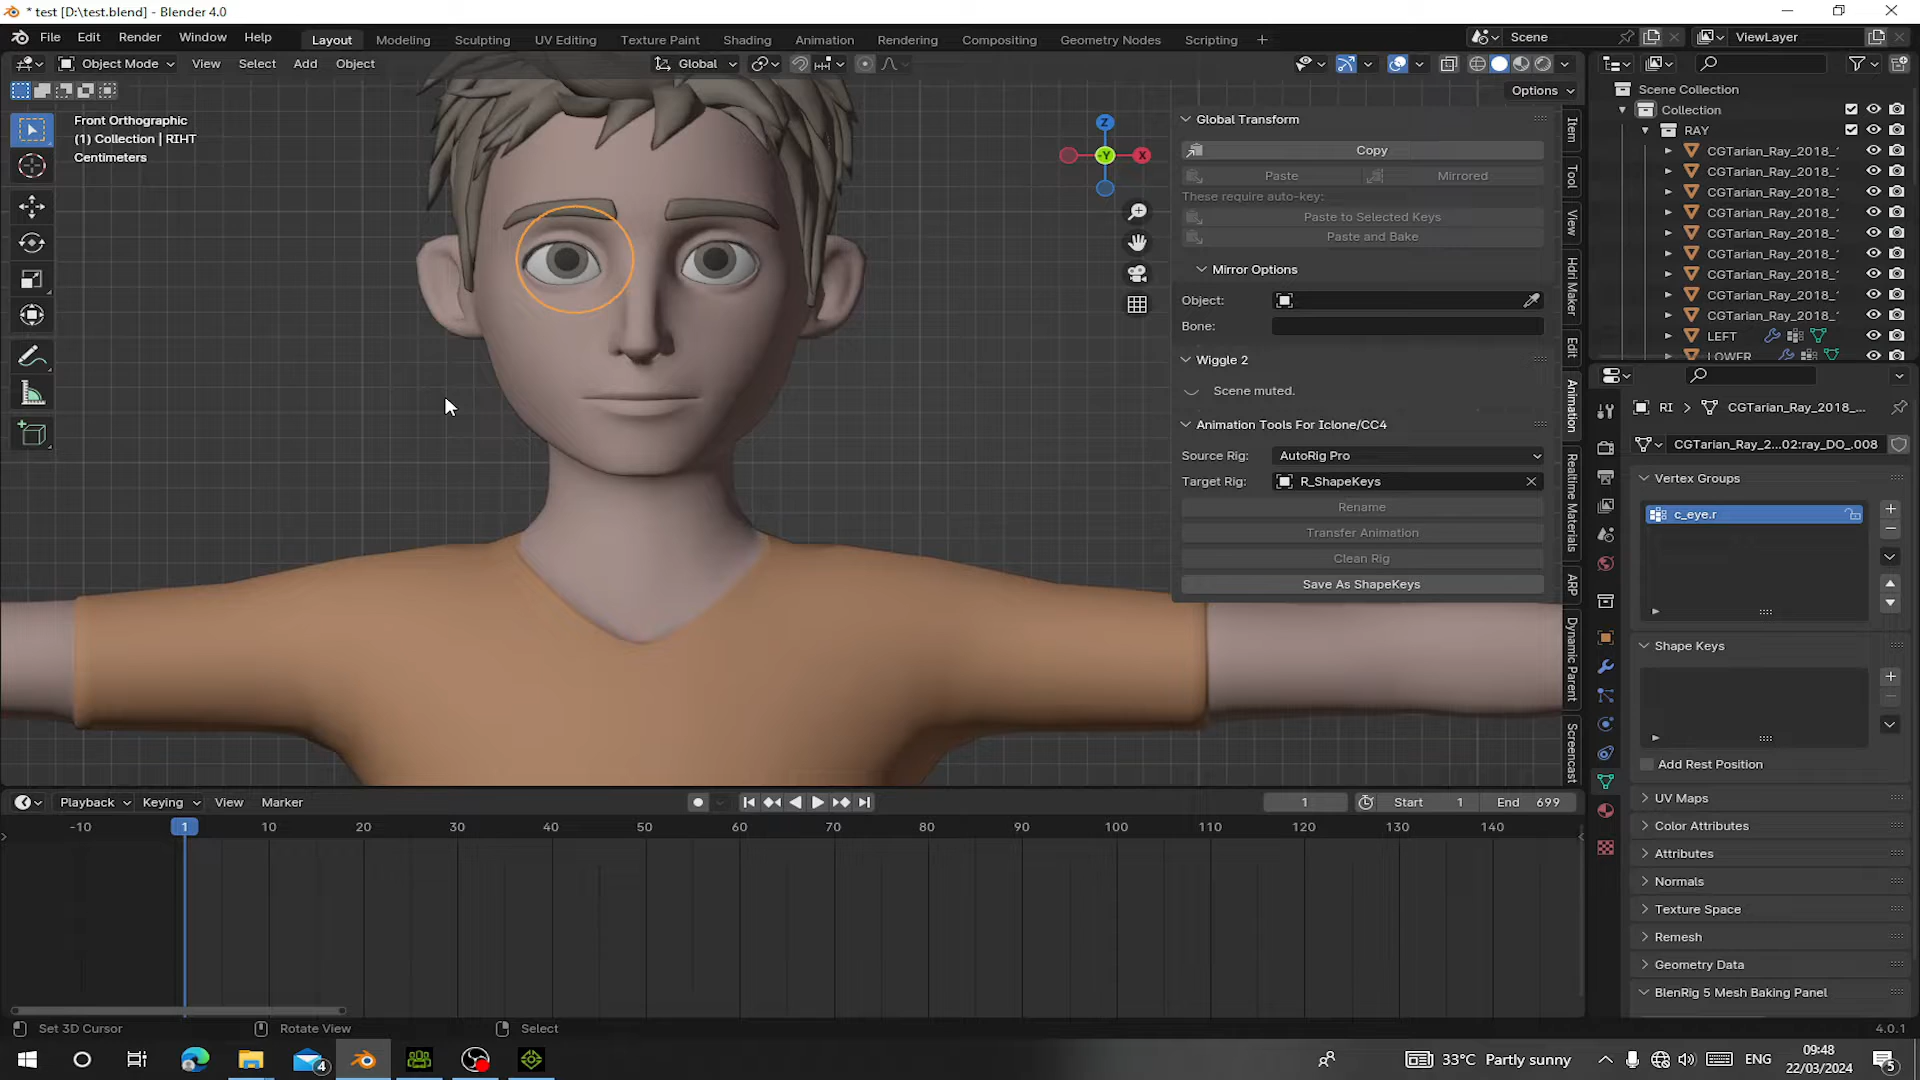 * test [D:\test.blend] - Blender 4.0
File Edit Render Window Help
Layout Modeling Sculpting UV Editing Texture Paint Shading Animation Rendering Compositing Geometry Nodes Scripting
Scene
ViewLayer
Object Mode View Select Add Object
Global
Options
Front Orthographic
(1) Collection | RIHT
Centimeters
Z
-Y
X
Global Transform
Copy
Paste
Mirrored
These require auto-key:
Paste to Selected Keys
Paste and Bake
Mirror Options
Object:
Bone:
Wiggle 2
Scene muted.
Animation Tools For Iclone/CC4
Source Rig: AutoRig Pro
Target Rig: R_ShapeKeys
Rename
Transfer Animation
Clean Rig
Save As ShapeKeys
Item
Tool
View
Hdri Maker
Edit
Animation
Realtime Materials
ARP
Dynamic Parent
Screencast
Scene Collection
Collection
RAY
CGTarian_Ray_2018_
CGTarian_Ray_2018_
CGTarian_Ray_2018_
CGTarian_Ray_2018_
CGTarian_Ray_2018_
CGTarian_Ray_2018_
CGTarian_Ray_2018_
CGTarian_Ray_2018_
CGTarian_Ray_2018_
LEFT
LOWER
RI
CGTarian_Ray_2018_...
CGTarian_Ray_2...02:ray_DO_.008
Vertex Groups
c_eye.r
Shape Keys
Add Rest Position
UV Maps
Color Attributes
Attributes
Normals
Texture Space
Remesh
Geometry Data
BlenRig 5 Mesh Baking Panel
Playback Keying View Marker
1
Start 1
End 699
-10 1 10 20 30 40 50 60 70 80 90 100 110 120 130 140
Set 3D Cursor
Rotate View
Select
4.0.1
4
33°C Partly sunny
ENG
09:48
22/03/2024
5